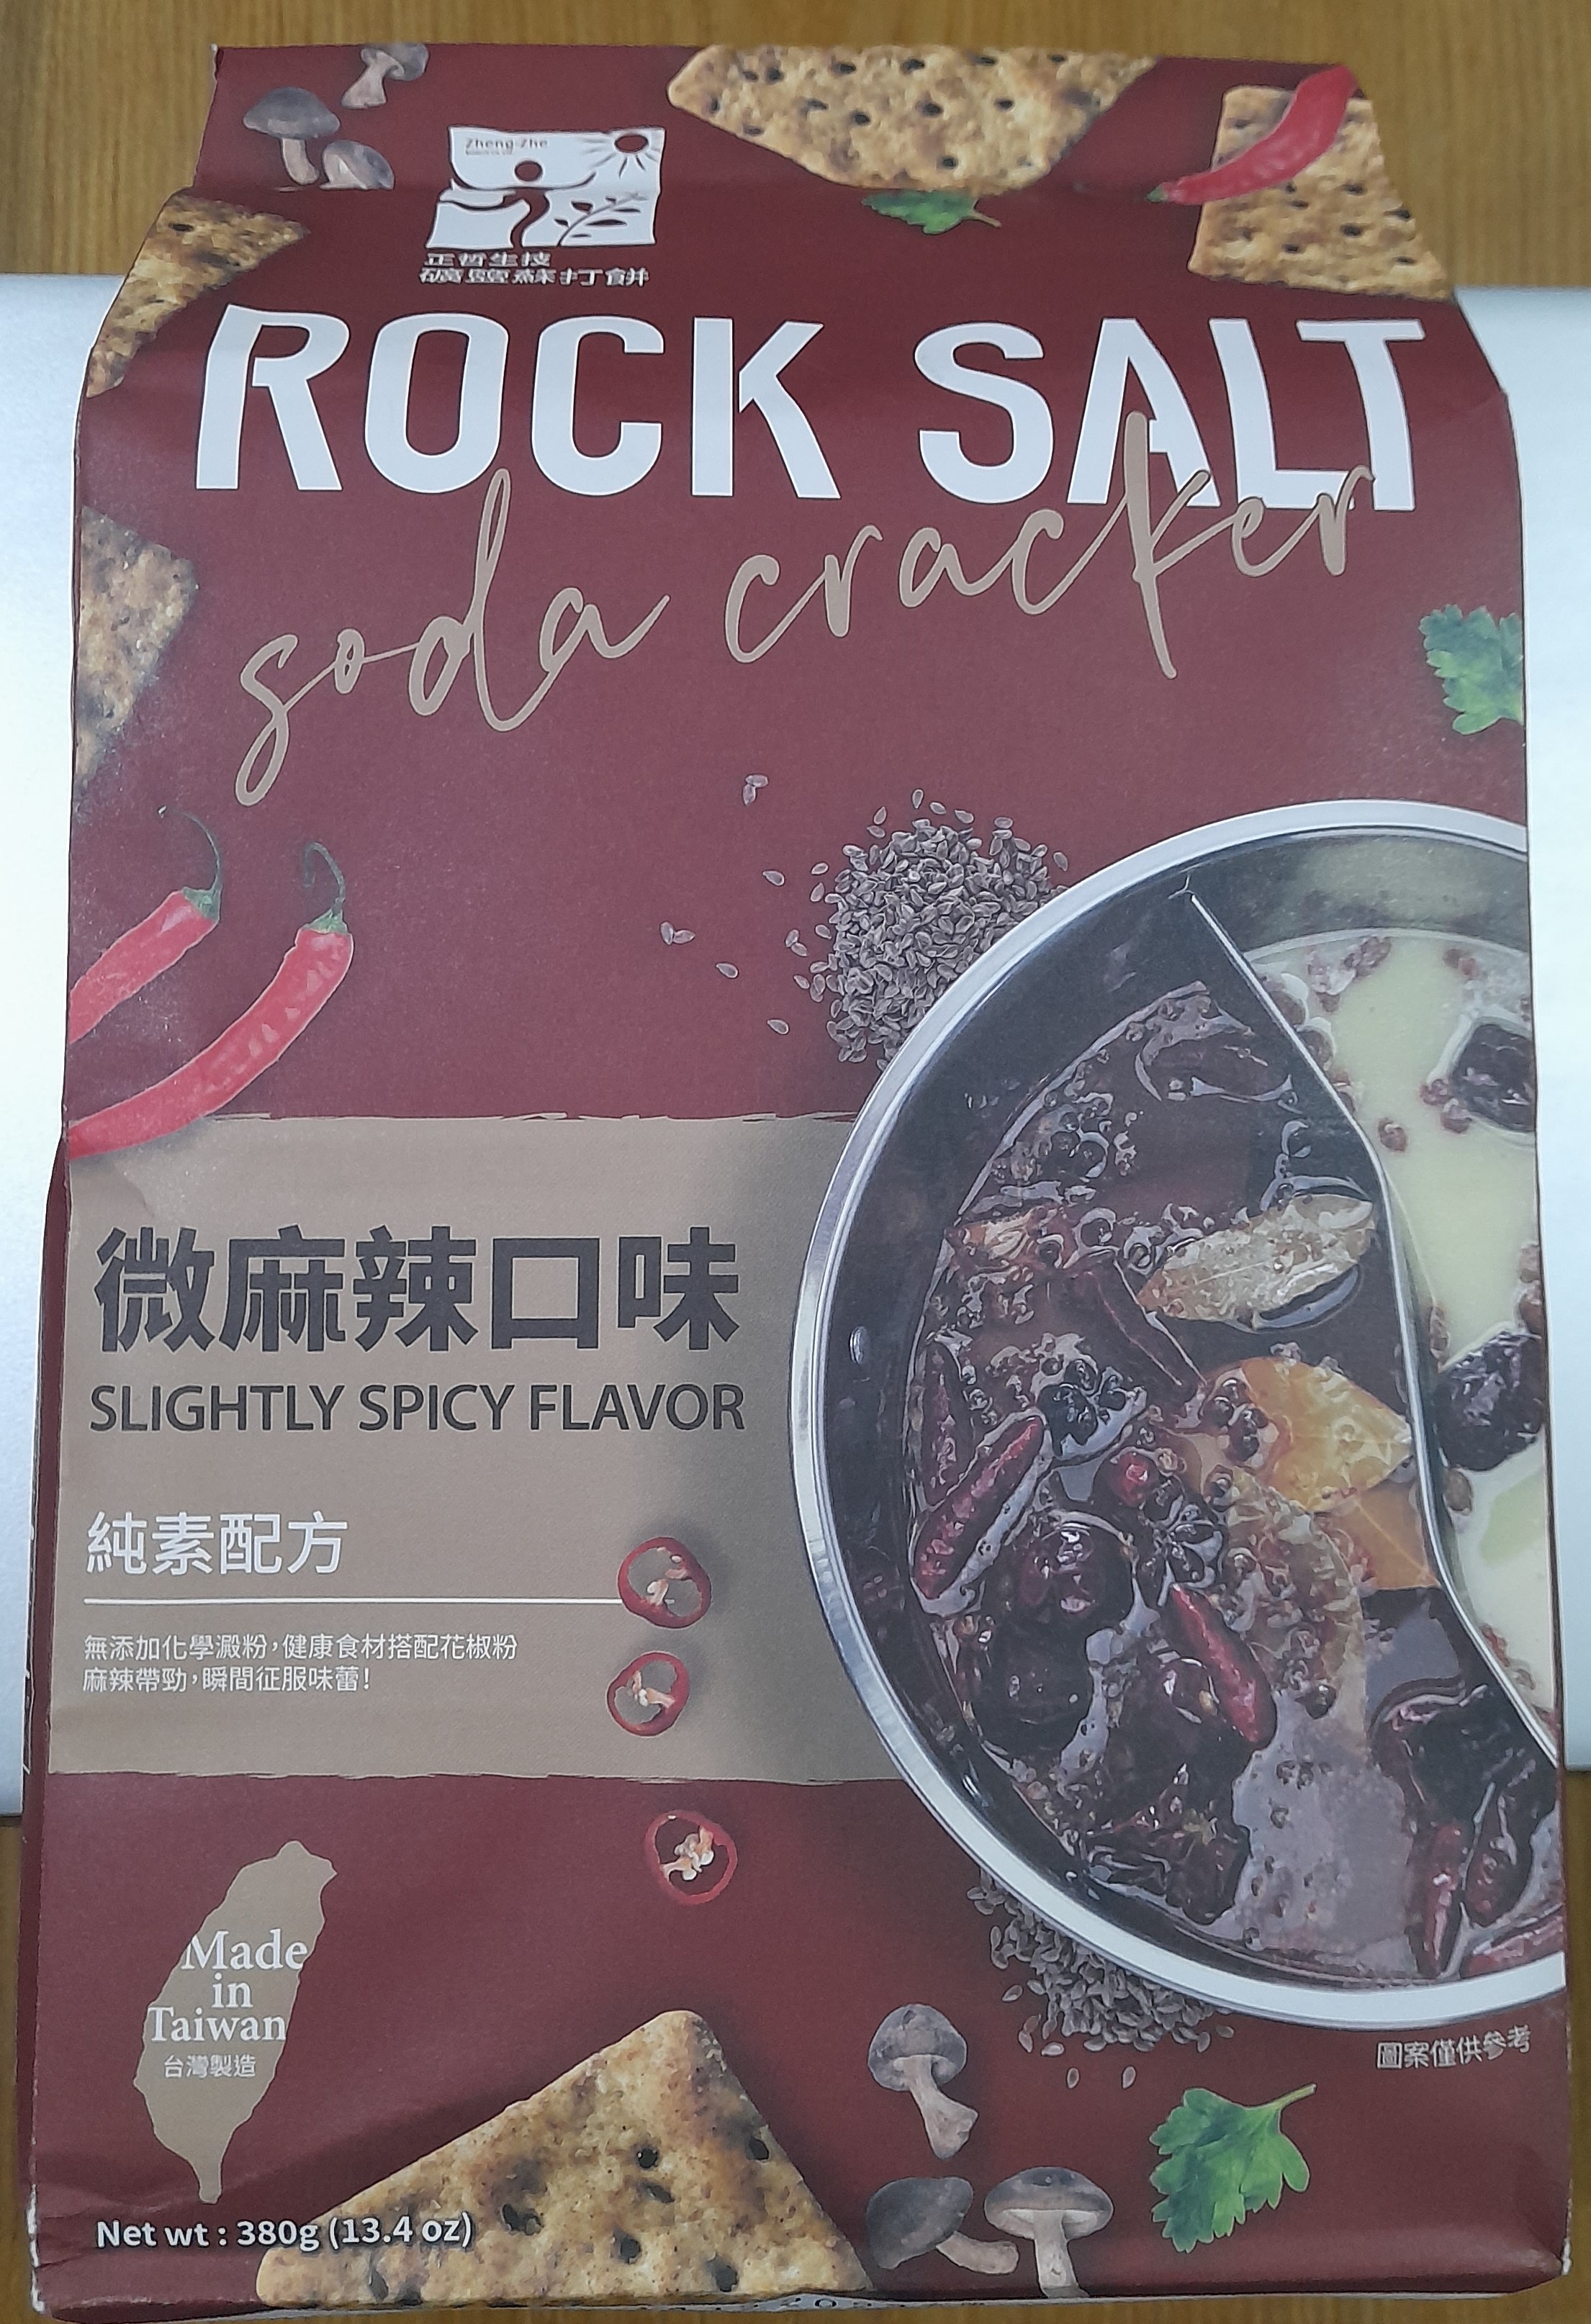 Zheng-Zhe
正哲生技
礦鹽蘇打餅
ROCK SALT
soda cracker
微麻辣口味
SLIGHTLY SPICY FLAVOR
純素配方
無添加化學澱粉,健康食材搭配花椒粉
麻辣帶勁,瞬間征服味蕾!
Made
in
Taiwan
台灣製造
圖案僅供參考
Net wt : 380g (13.4 oz)